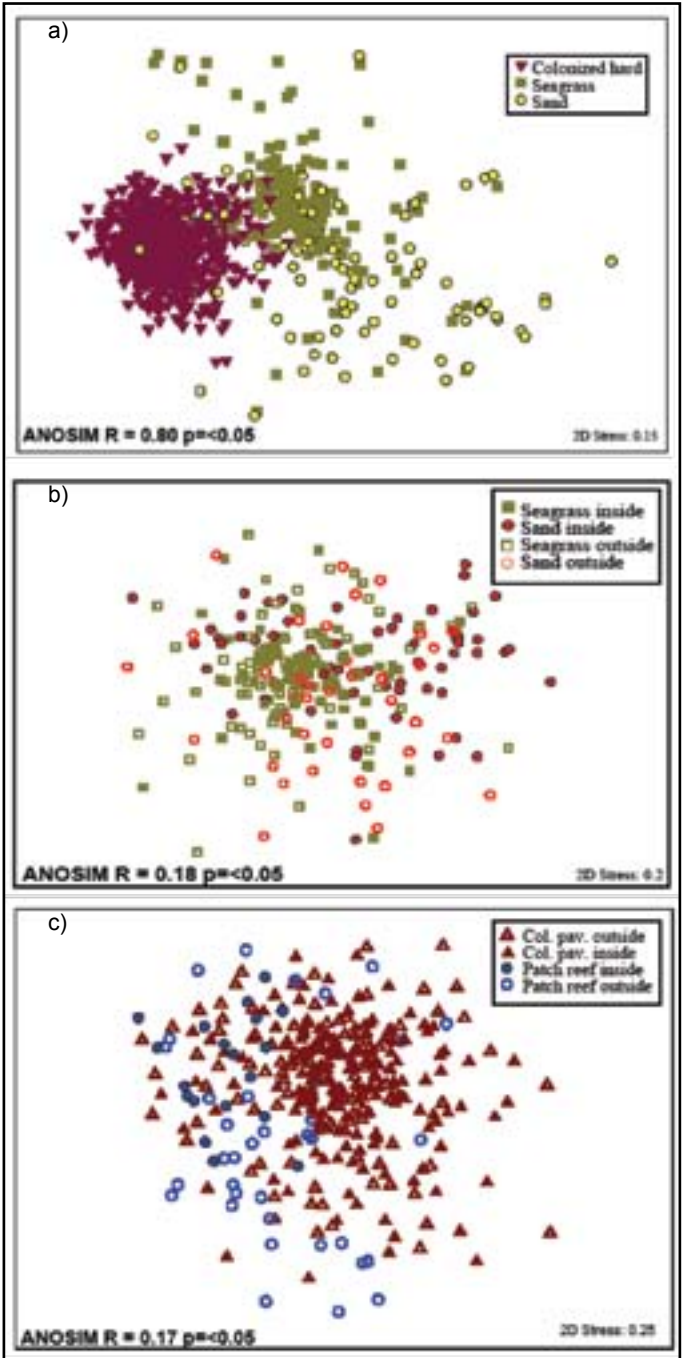 a)
Colonized hard
Seagrass
Sand
ANOSIM R = 0.80 p=<0.05
2D Stress: 0.15
b)
Seagrass inside
Sand inside
Seagrass outside
Sand outside
ANOSIM R = 0.18 p=<0.05
2D Stress: 0.2
c)
Col. pav. outside
Col. pav. inside
Patch reef inside
Patch reef outside
ANOSIM R = 0.17 p=<0.05
2D Stress: 0.25